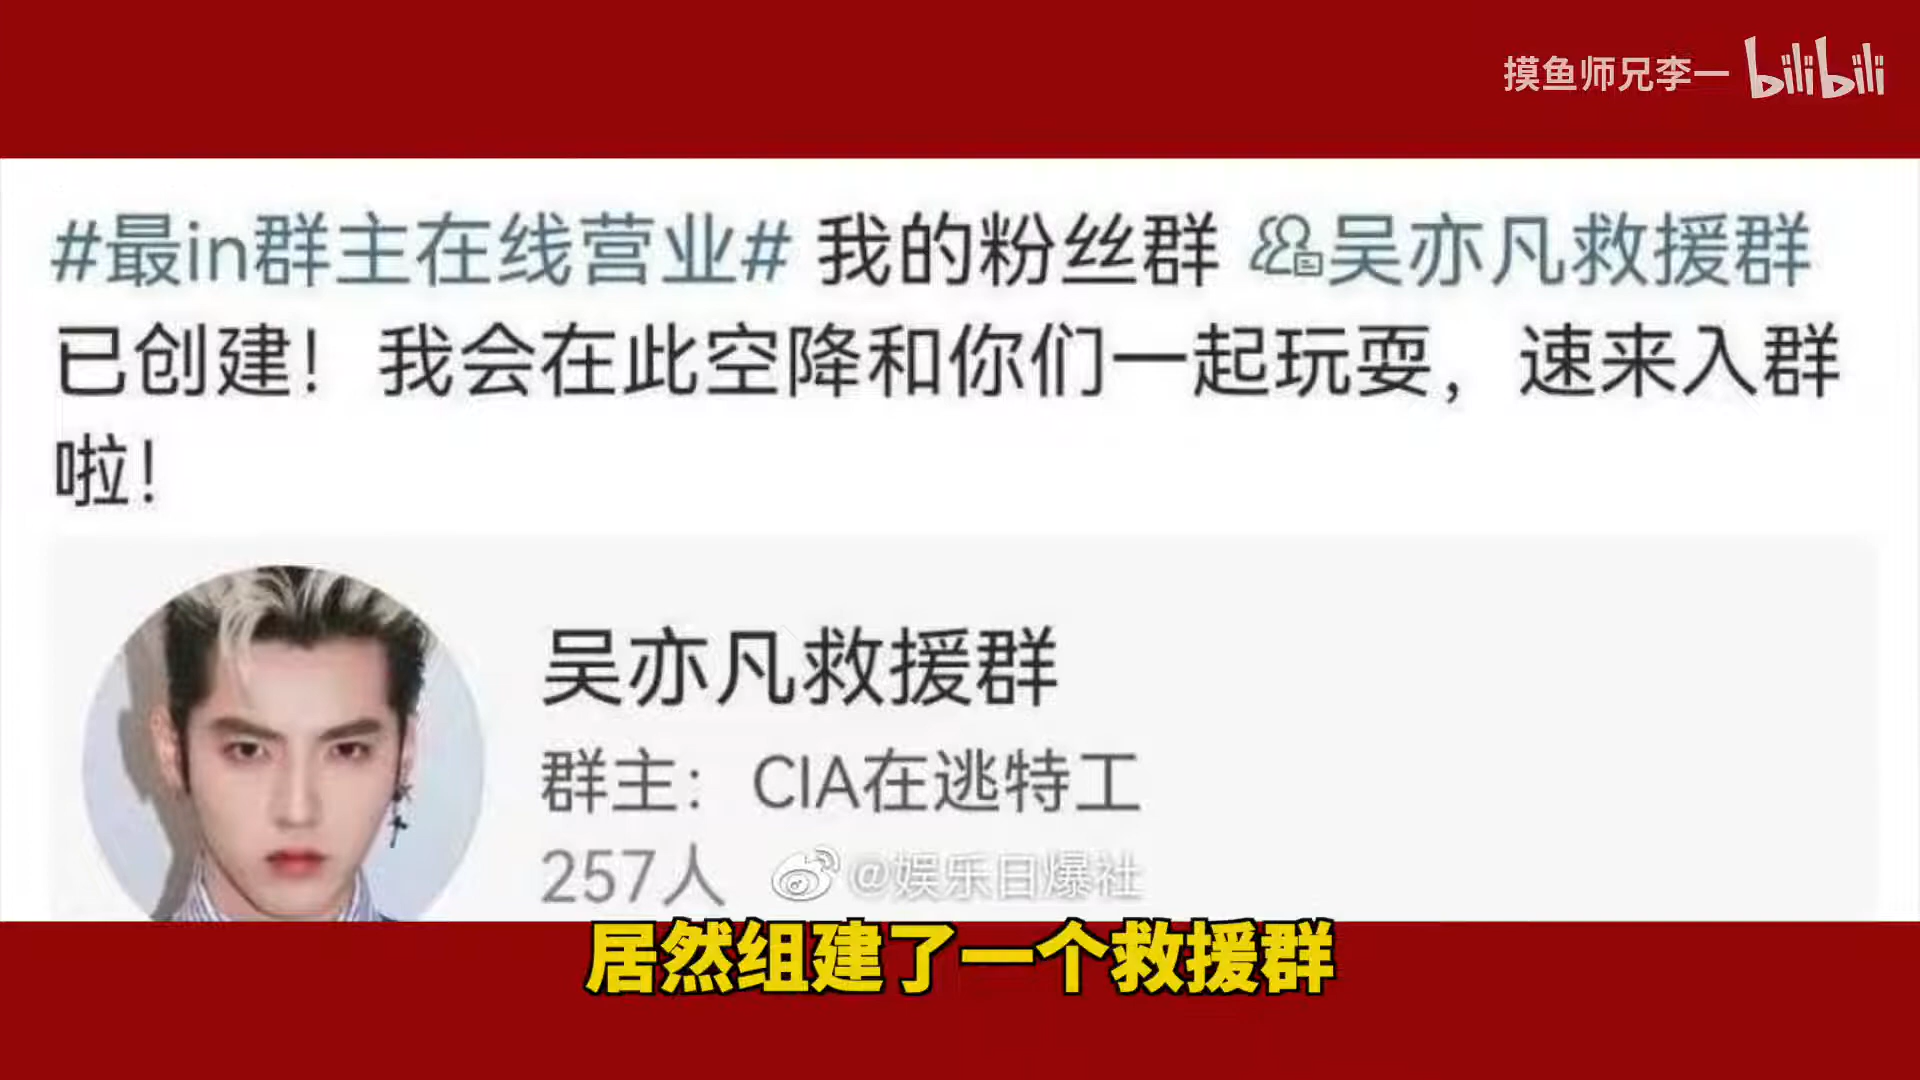 摸鱼师兄李一 bilibili
#最in群主在线营业# 我的粉丝群 吴亦凡救援群
已创建！我会在此空降和你们一起玩耍，速来入群
啦！
吴亦凡救援群
群主：CIA在逃特工
257人 @娱乐日爆社
居然组建了一个救援群